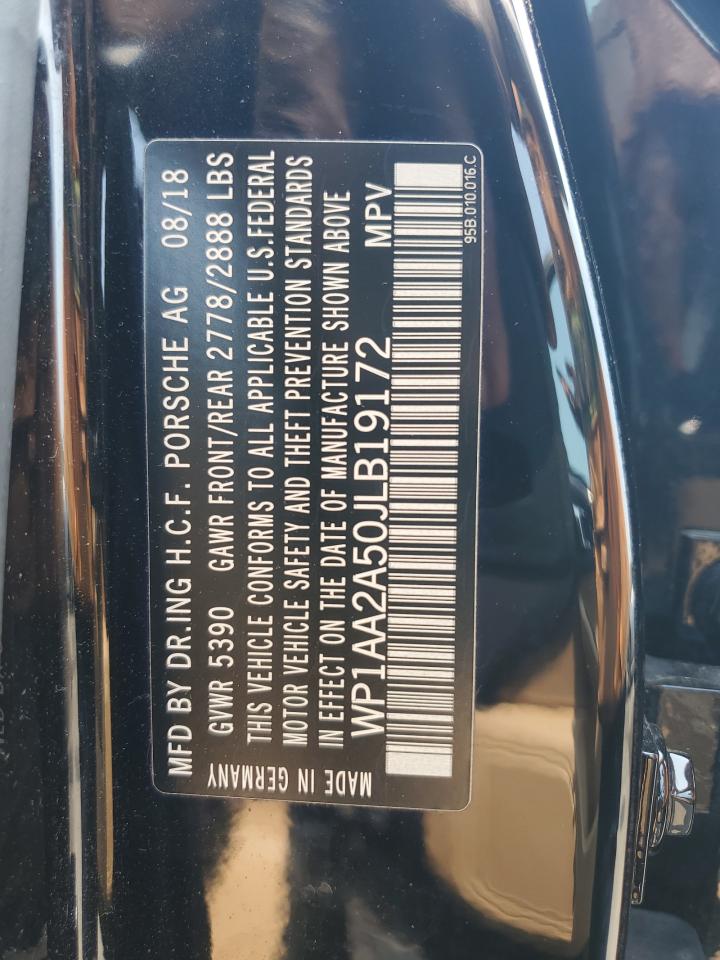 MFD BY DR.ING H.C.F. PORSCHE AG 08/18
GVWR 5390 GAWR FRONT/REAR 2778/2888 LBS
THIS VEHICLE CONFORMS TO ALL APPLICABLE U.S.FEDERAL
MOTOR VEHICLE SAFETY AND THEFT PREVENTION STANDARDS
IN EFFECT ON THE DATE OF MANUFACTURE SHOWN ABOVE
WP1AA2A50JLB19172 MPV
MADE IN GERMANY
95B.010.016.C